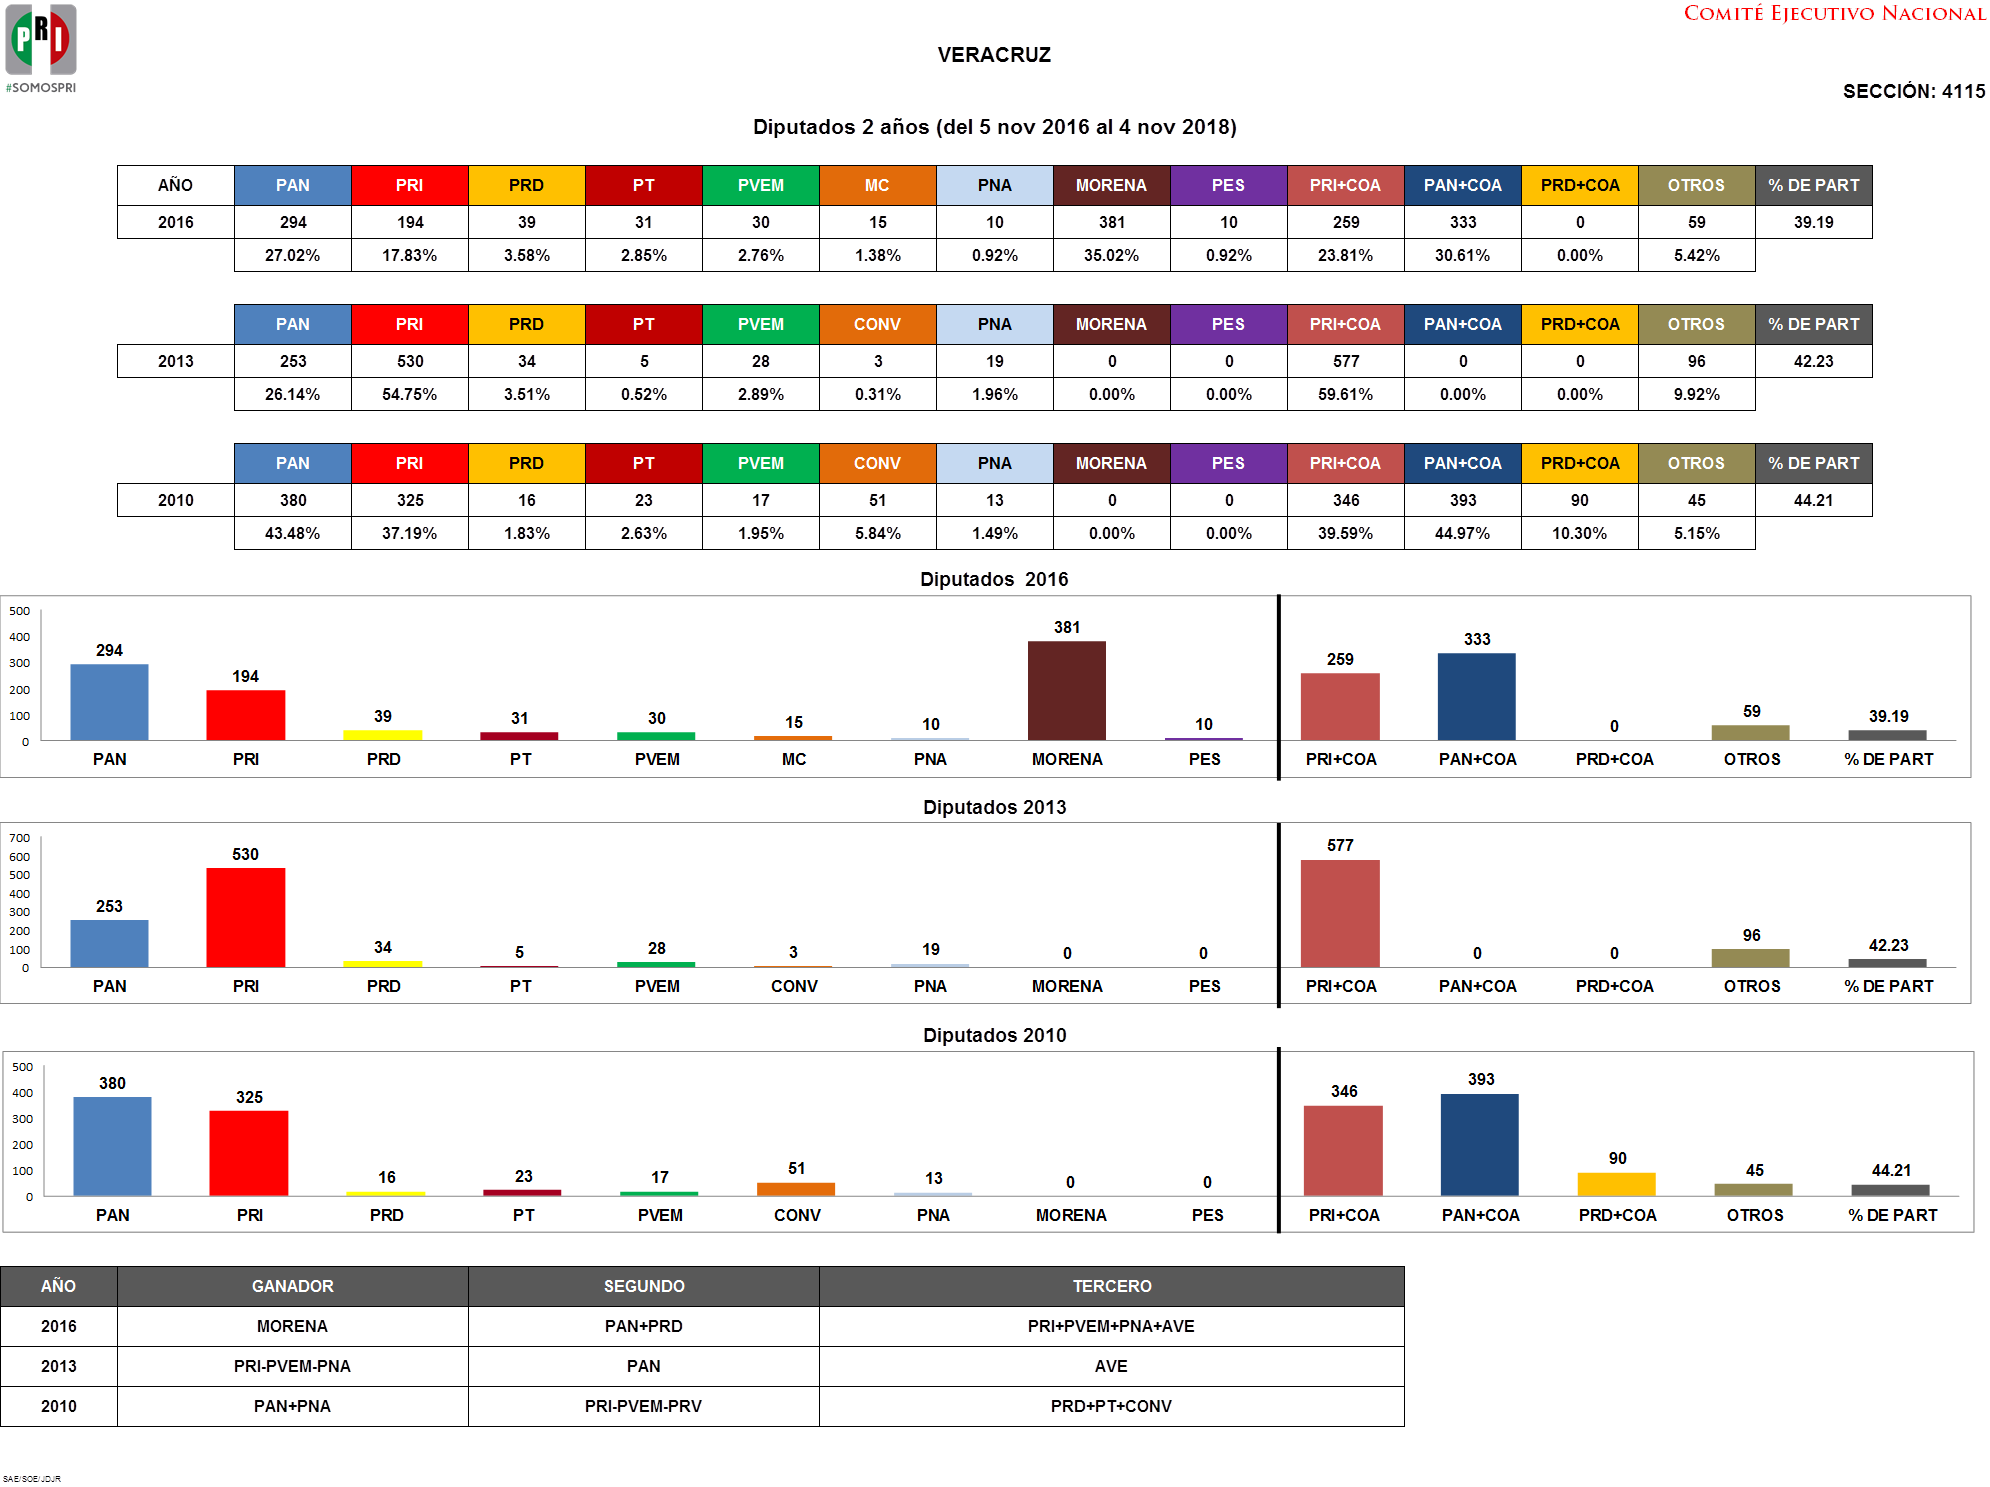 PRI
#SOMOSPRI
COMITÉ EJECUTIVO NACIONAL
VERACRUZ
SECCIÓN: 4115
Diputados 2 años (del 5 nov 2016 al 4 nov 2018)
AÑO PAN PRI PRD PT PVEM MC PNA MORENA PES PRI+COA PAN+COA PRD+COA OTROS % DE PART
2016 294 194 39 31 30 15 10 381 10 259 333 0 59 39.19
27.02% 17.83% 3.58% 2.85% 2.76% 1.38% 0.92% 35.02% 0.92% 23.81% 30.61% 0.00% 5.42%
PAN PRI PRD PT PVEM CONV PNA MORENA PES PRI+COA PAN+COA PRD+COA OTROS % DE PART
2013 253 530 34 5 28 3 19 0 0 577 0 0 96 42.23
26.14% 54.75% 3.51% 0.52% 2.89% 0.31% 1.96% 0.00% 0.00% 59.61% 0.00% 0.00% 9.92%
PAN PRI PRD PT PVEM CONV PNA MORENA PES PRI+COA PAN+COA PRD+COA OTROS % DE PART
2010 380 325 16 23 17 51 13 0 0 346 393 90 45 44.21
43.48% 37.19% 1.83% 2.63% 1.95% 5.84% 1.49% 0.00% 0.00% 39.59% 44.97% 10.30% 5.15%
Diputados 2016
500
400
300
200
100
0
294 194 39 31 30 15 10 381 10 259 333 0 59 39.19
PAN PRI PRD PT PVEM MC PNA MORENA PES PRI+COA PAN+COA PRD+COA OTROS % DE PART
Diputados 2013
700
600
500
400
300
200
100
0
253 530 34 5 28 3 19 0 0 577 0 0 96 42.23
PAN PRI PRD PT PVEM CONV PNA MORENA PES PRI+COA PAN+COA PRD+COA OTROS % DE PART
Diputados 2010
500
400
300
200
100
0
380 325 16 23 17 51 13 0 0 346 393 90 45 44.21
PAN PRI PRD PT PVEM CONV PNA MORENA PES PRI+COA PAN+COA PRD+COA OTROS % DE PART
AÑO GANADOR SEGUNDO TERCERO
2016 MORENA PAN+PRD PRI+PVEM+PNA+AVE
2013 PRI-PVEM-PNA PAN AVE
2010 PAN+PNA PRI-PVEM-PRV PRD+PT+CONV
SAE/SOE/JDJR